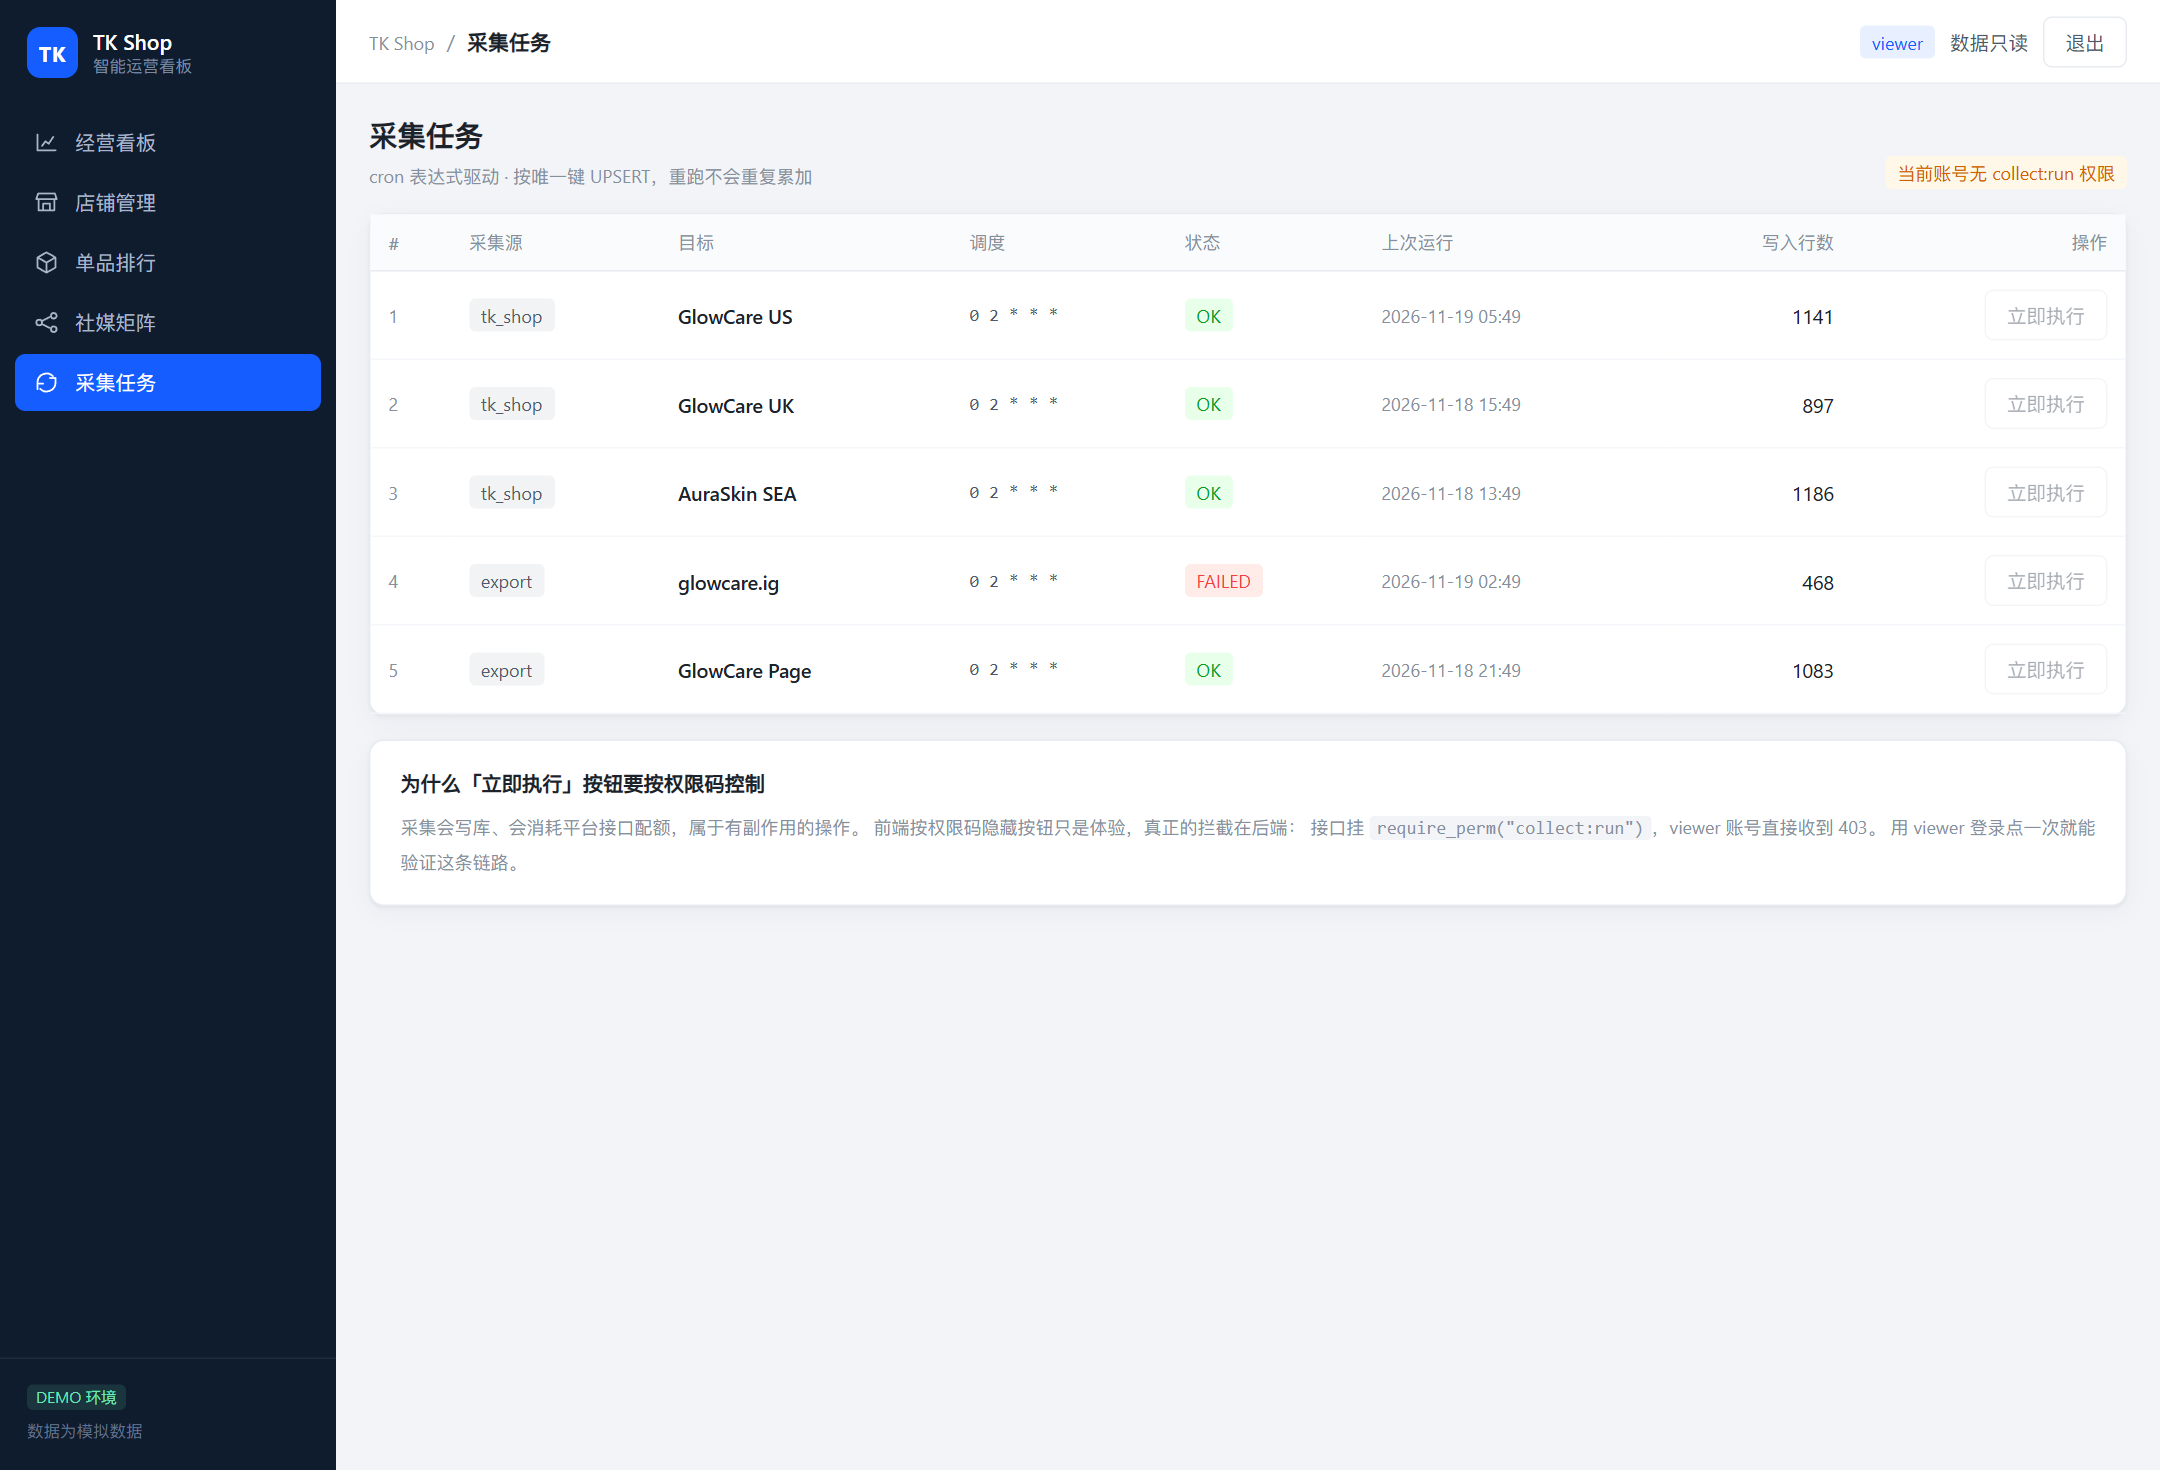 TK
TK Shop
智能运营看板
经营看板
店铺管理
单品排行
社媒矩阵
采集任务
DEMO 环境
数据为模拟数据
TK Shop / 采集任务
viewer 数据只读 退出
采集任务
cron 表达式驱动 · 按唯一键 UPSERT，重跑不会重复累加
当前账号无 collect:run 权限
# 采集源 目标 调度 状态 上次运行 写入行数 操作
1 tk_shop GlowCare US 0 2 * * * OK 2026-11-19 05:49 1141 立即执行
2 tk_shop GlowCare UK 0 2 * * * OK 2026-11-18 15:49 897 立即执行
3 tk_shop AuraSkin SEA 0 2 * * * OK 2026-11-18 13:49 1186 立即执行
4 export glowcare.ig 0 2 * * * FAILED 2026-11-19 02:49 468 立即执行
5 export GlowCare Page 0 2 * * * OK 2026-11-18 21:49 1083 立即执行
为什么「立即执行」按钮要按权限码控制
采集会写库、会消耗平台接口配额，属于有副作用的操作。 前端按权限码隐藏按钮只是体验，真正的拦截在后端： 接口挂 require_perm("collect:run")，viewer 账号直接收到 403。 用 viewer 登录点一次就能
验证这条链路。